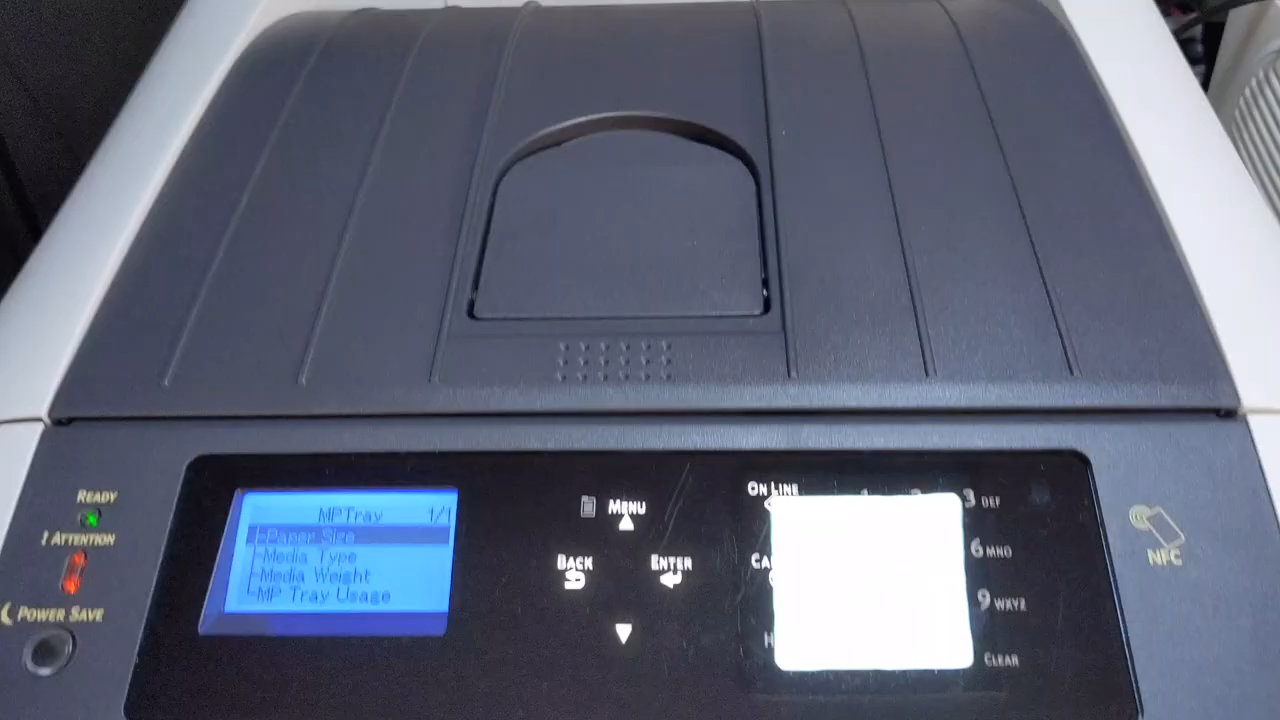 READY
ATTENTION
POWER SAVE
MPTray 1/1
Paper Size
Media Type
Media Weight
MP Tray Usage
MENU
BACK
ENTER
ON LINE
3 DEF
6 MNO
9 WXYZ
CLEAR
NFC